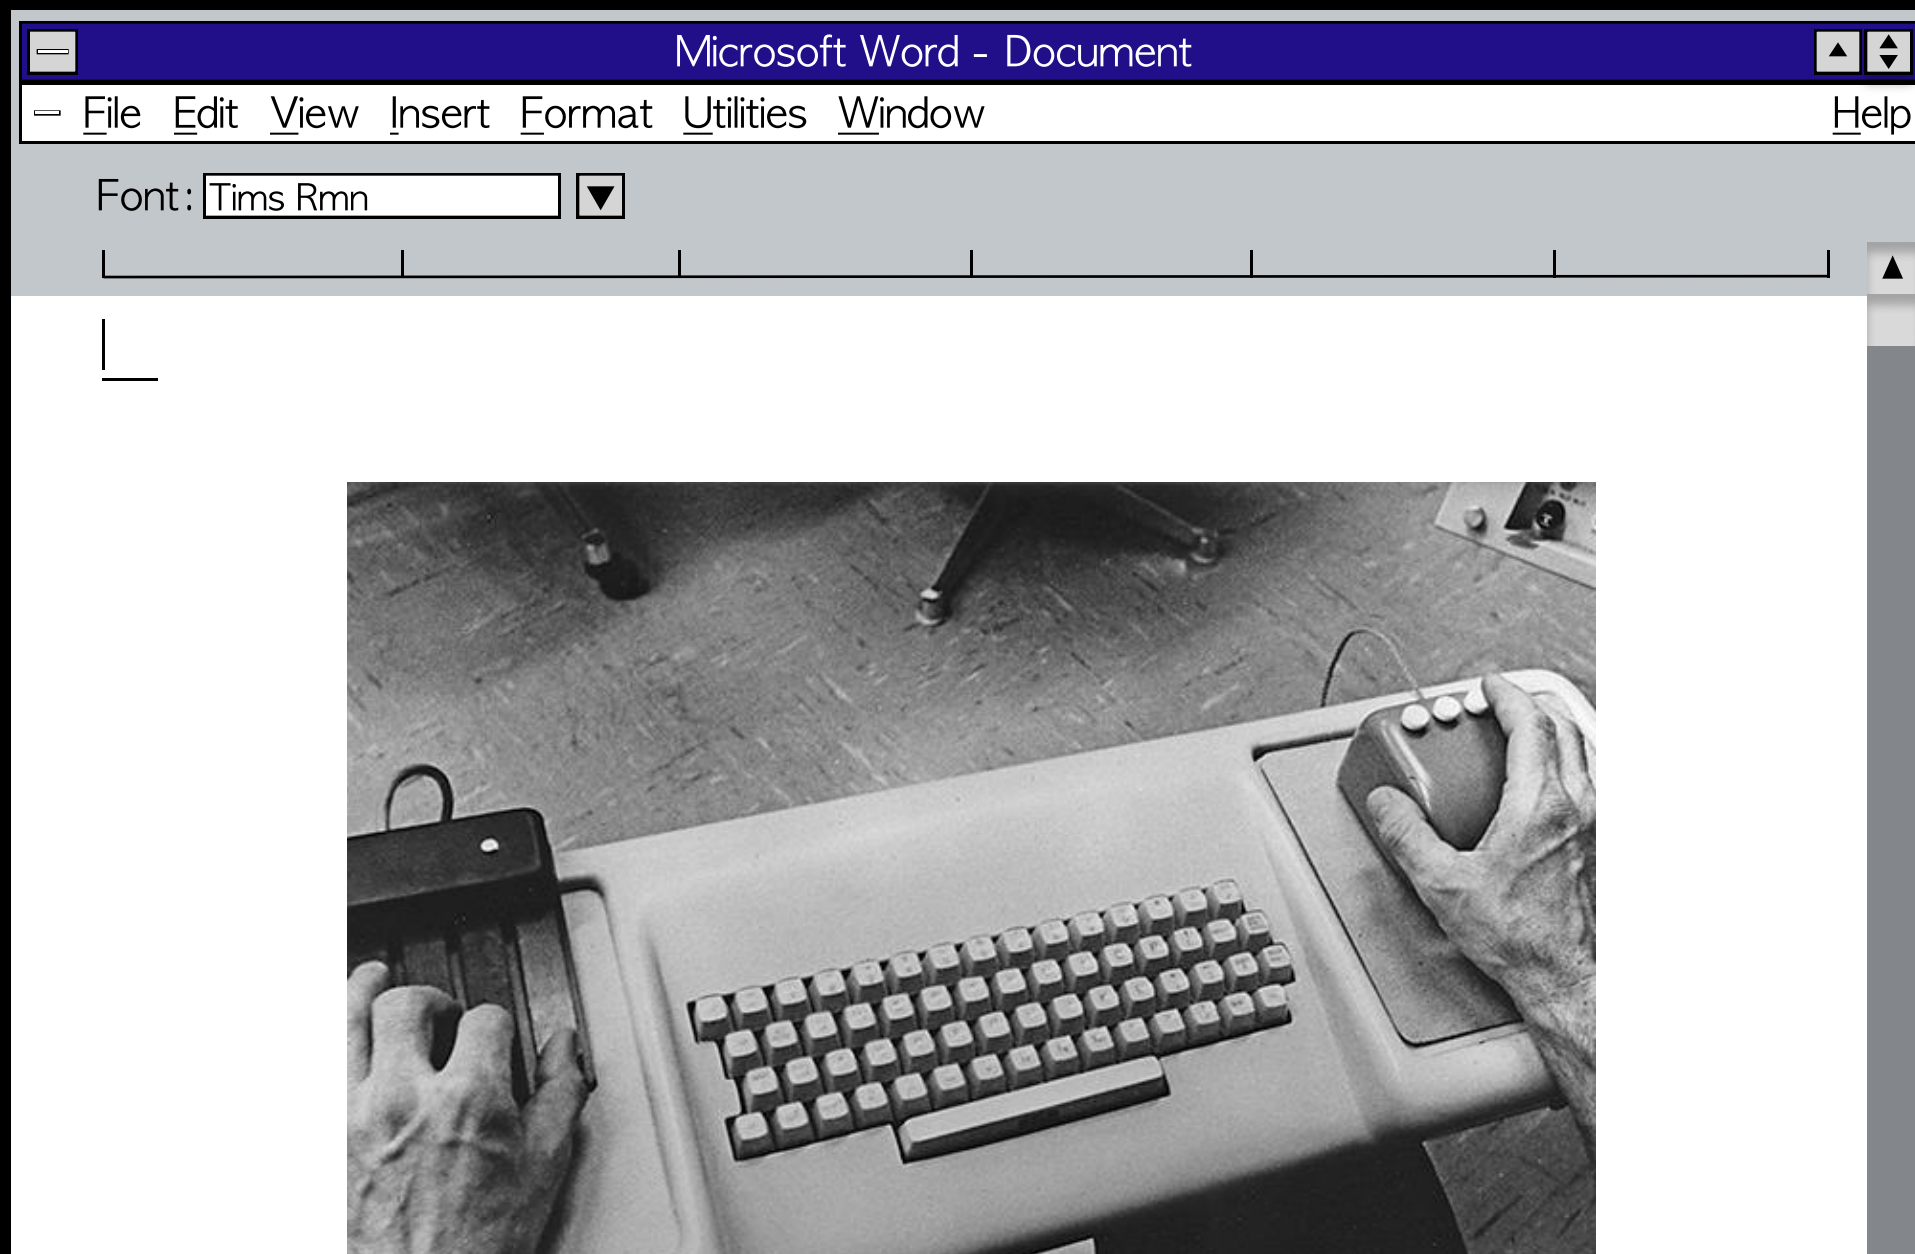 Microsoft Word - Document
File Edit View Insert Format Utilities Window Help
Font: Tims Rmn